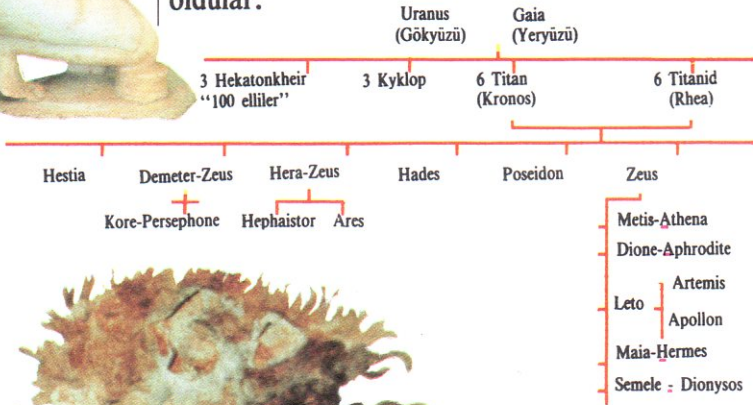 oldular.
Uranus Gaia
(Gökyüzü) (Yeryüzü)
3 Hekatonkheir 3 Kyklop 6 Titan 6 Titanid
“100 elliler” (Kronos) (Rhea)
Hestia Demeter-Zeus Hera-Zeus Hades Poseidon Zeus
Kore-Persephone Hephaistor Ares
Metis-Athena
Dione-Aphrodite
Artemis
Leto
Apollon
Maia-Hermes
Semele - Dionysos